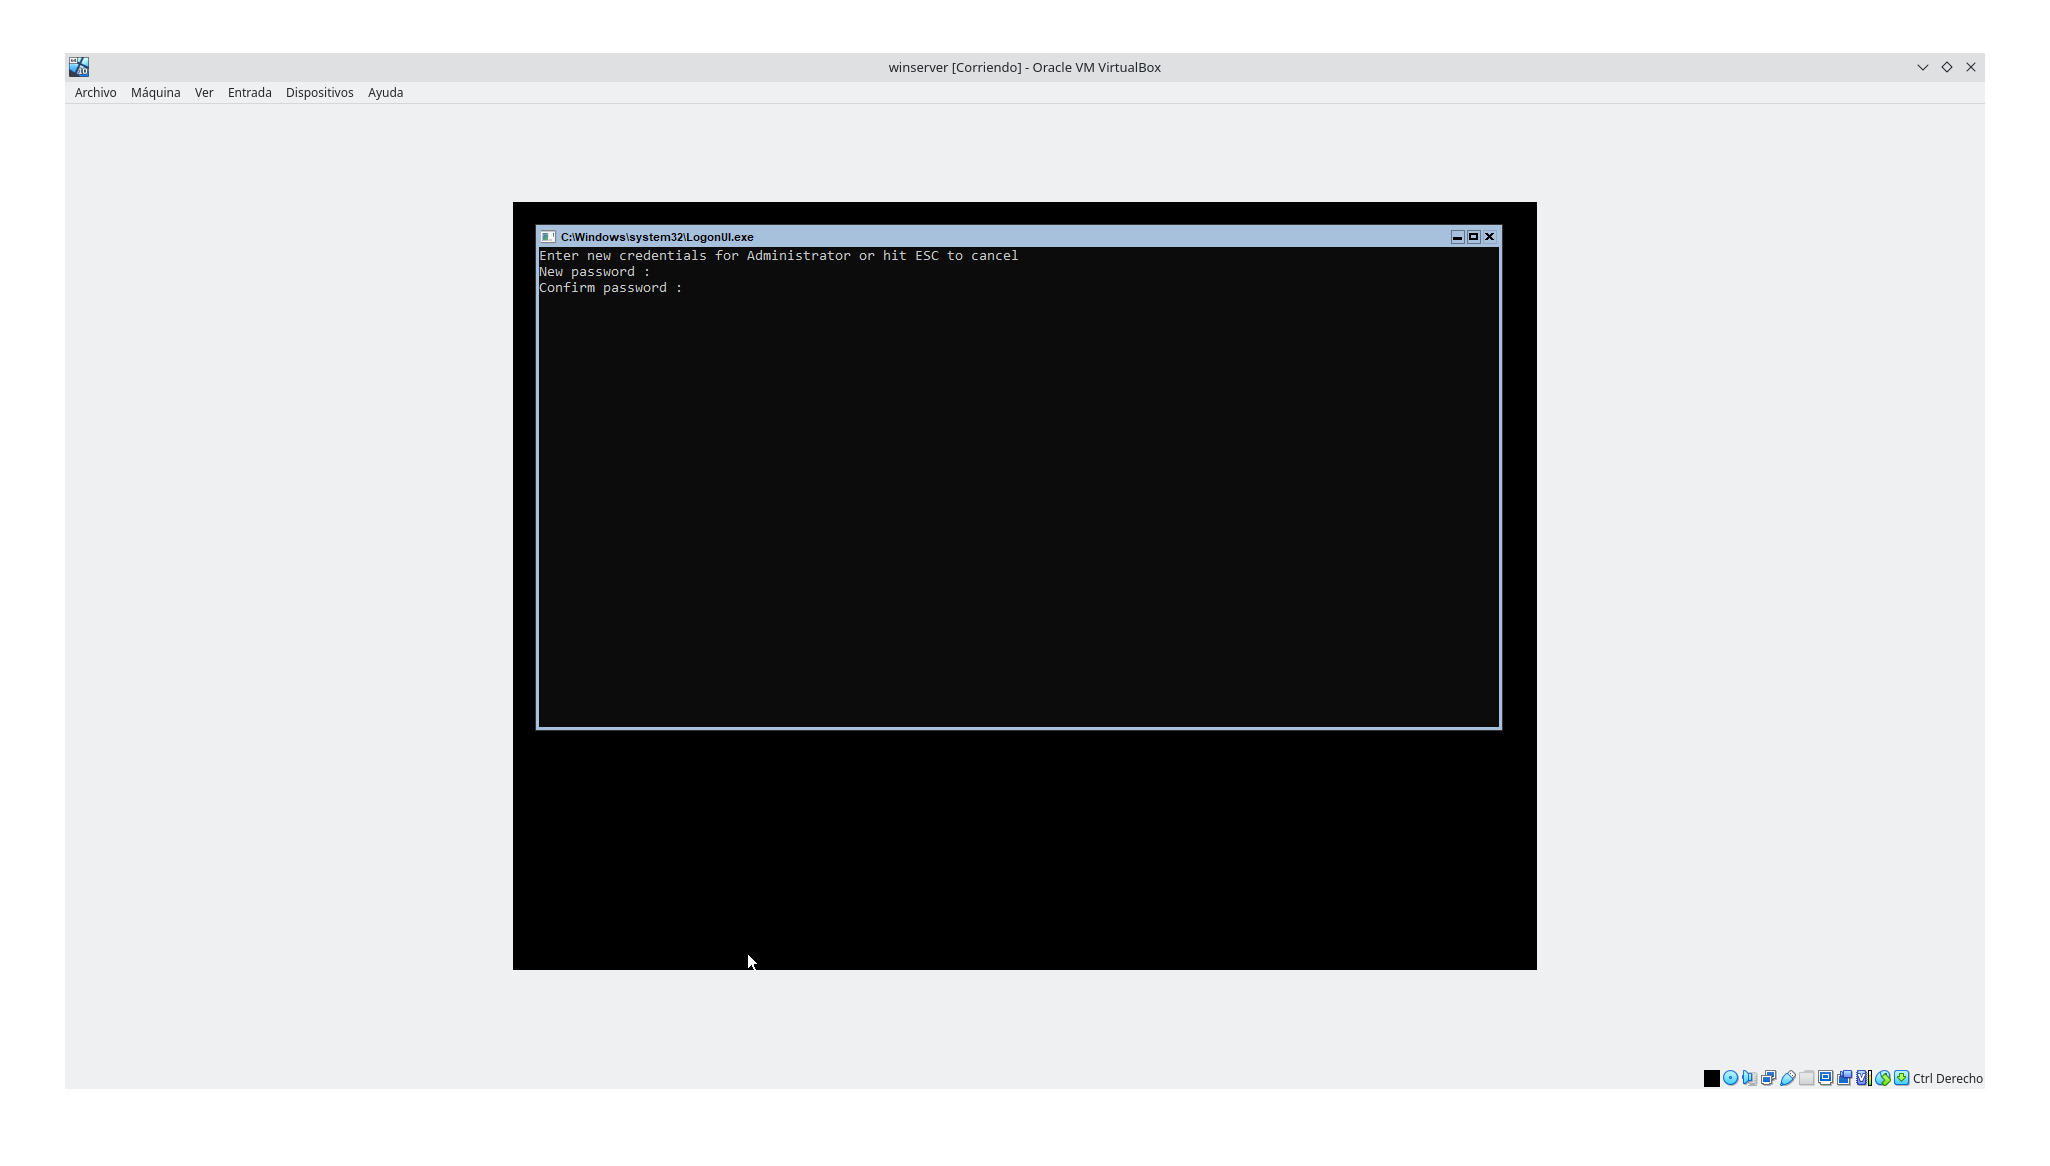 winserver [Corriendo] - Oracle VM VirtualBox
Archivo Máquina Ver Entrada Dispositivos Ayuda
C:\Windows\system32\LogonUI.exe
Enter new credentials for Administrator or hit ESC to cancel
New password :
Confirm password :
Ctrl Derecho